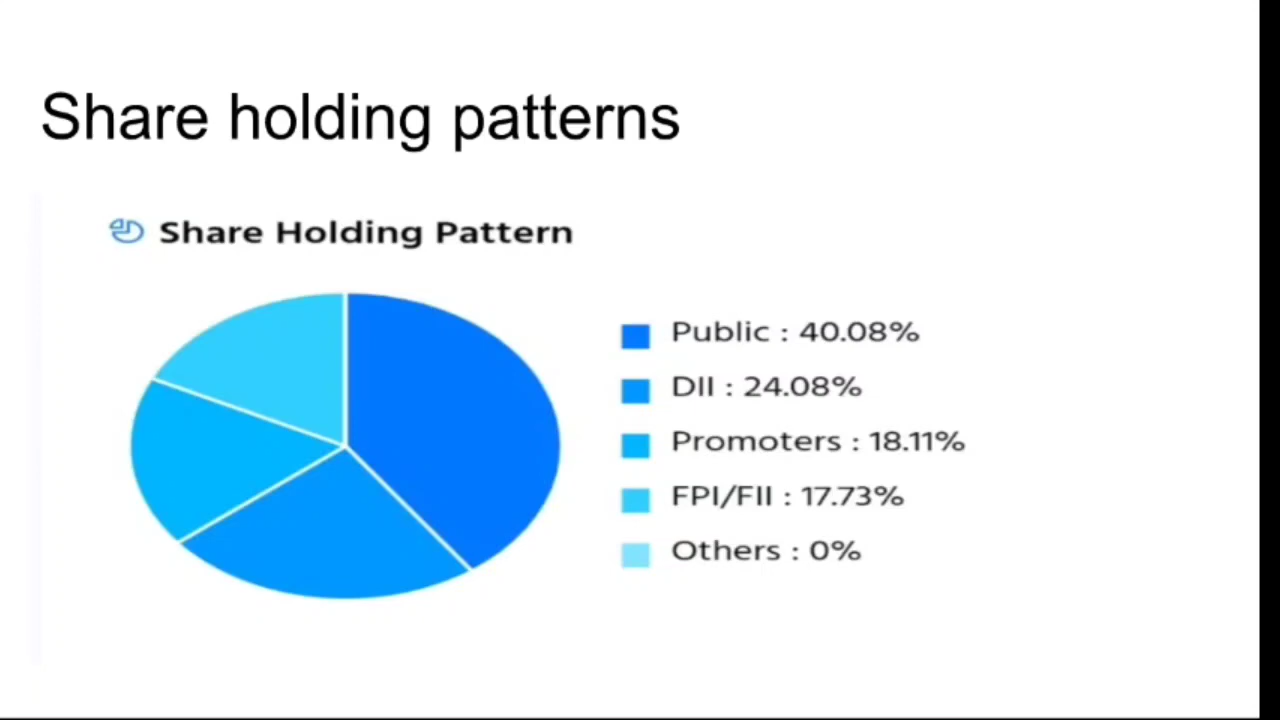 Share holding patterns
Share Holding Pattern
Public : 40.08%
DII : 24.08%
Promoters : 18.11%
FPI/FII : 17.73%
Others : 0%